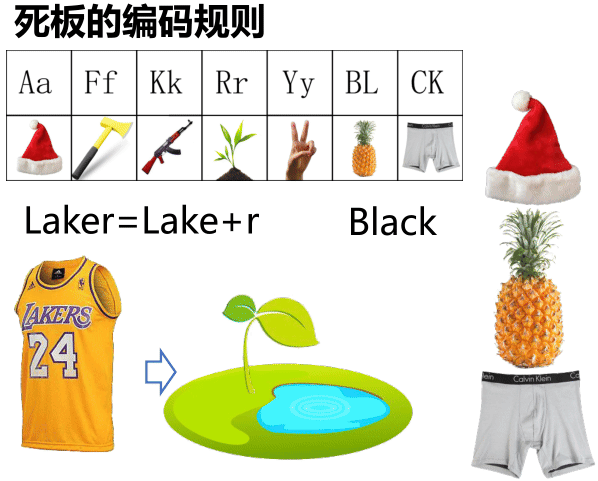 死板的编码规则
Aa Ff Kk Rr Yy BL CK
Laker=Lake+r Black
LAKERS
24
Calvin Klein